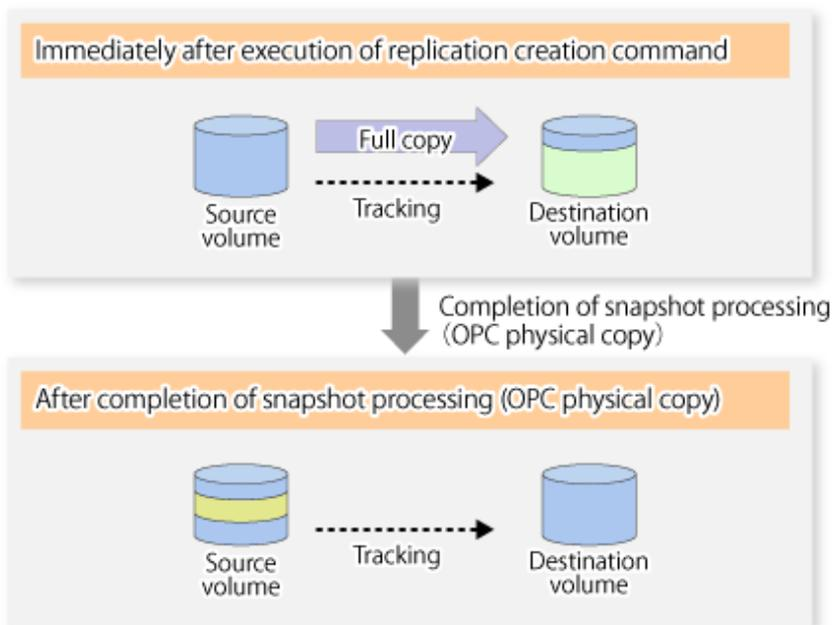 Immediately after execution of replication creation command
Full copy
Tracking
Source
volume
Destination
volume
Completion of snapshot processing
(OPC physical copy)
After completion of snapshot processing (OPC physical copy)
Tracking
Source
volume
Destination
volume